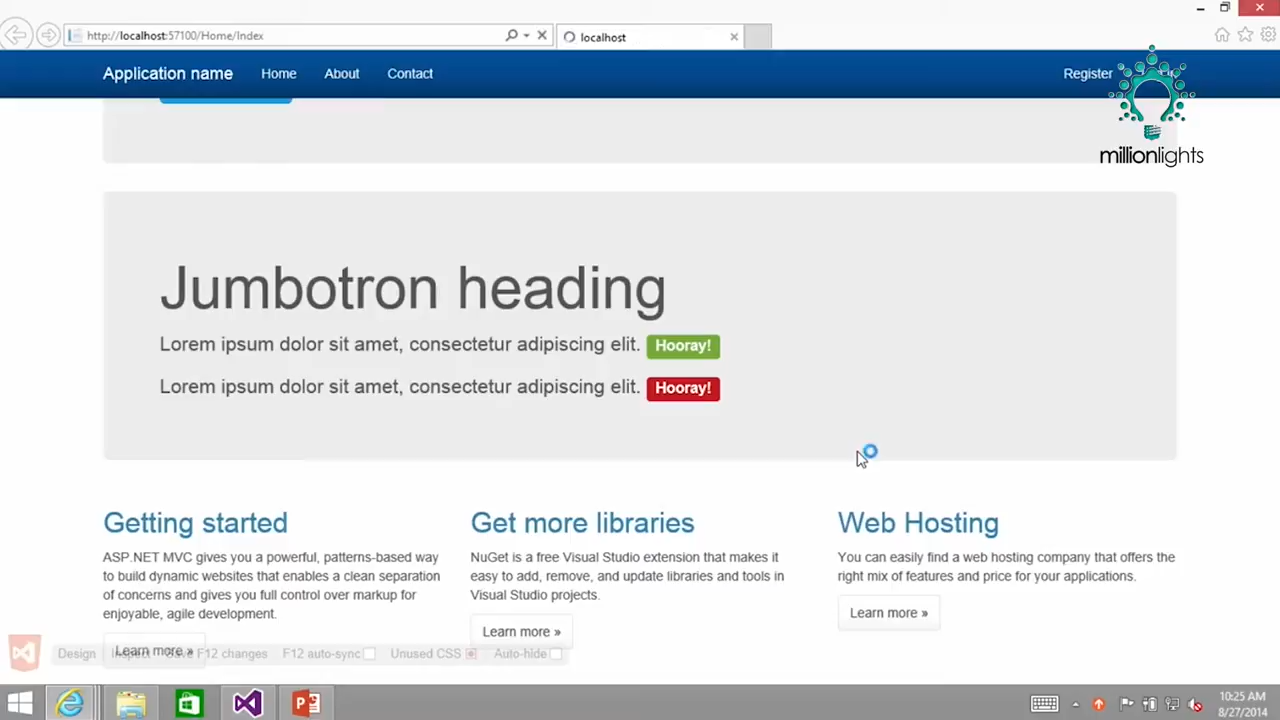 http://localhost:57100/Home/Index
localhost
Application name
Home
About
Contact
Register
millionlights
Jumbotron heading
Lorem ipsum dolor sit amet, consectetur adipiscing elit. Hooray!
Lorem ipsum dolor sit amet, consectetur adipiscing elit. Hooray!
Getting started
ASP.NET MVC gives you a powerful, patterns-based way
to build dynamic websites that enables a clean separation
of concerns and gives you full control over markup for
enjoyable, agile development.
Learn more »
Get more libraries
NuGet is a free Visual Studio extension that makes it
easy to add, remove, and update libraries and tools in
Visual Studio projects.
Learn more »
Web Hosting
You can easily find a web hosting company that offers the
right mix of features and price for your applications.
Learn more »
Design
Inspect
Save F12 changes
F12 auto-sync
Unused CSS
Auto-hide
10:25 AM
8/27/2014